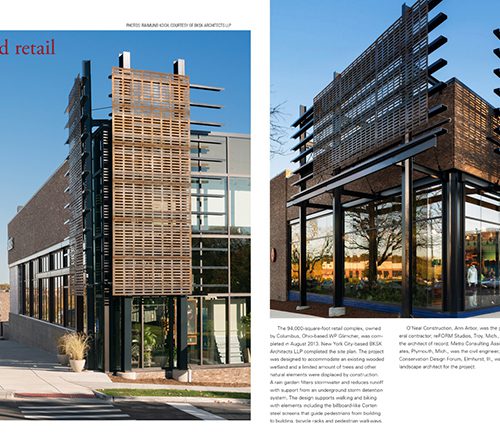 PHOTOS: RAIMUND KOCH, COURTESY OF BKSK ARCHITECTS LLP
d retail
The 94,000-square-foot retail complex, owned
by Columbus, Ohio-based WP Glimcher, was com-
pleted in August 2013. New York City-based BKSK
Architects LLP completed the site plan. The project
was designed to accommodate an existing wooded
wetland and a limited amount of trees and other
natural elements were displaced by construction.
A rain garden filters stormwater and reduces runoff
with support from an underground storm detention
system. The design supports walking and biking
with elements including the billboard-like Corten
steel screens that guide pedestrians from building
to building, bicycle racks and pedestrian walkways
O'Neal Construction, Ann Arbor, was the
eral contractor; reFORM Studios, Troy, Mich.,
the architect of record; Metro Consulting Asso
ates, Plymouth, Mich., was the civil engineer;
Conservation Design Forum, Elmhurst, Ill., wa
landscape architect for the project.